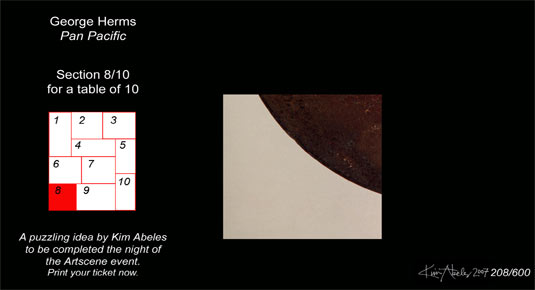 George Herms
Pan Pacific
Section 8/10
for a table of 10
1 2 3
4 5
6 7
8 9 10
A puzzling idea by Kim Abeles
to be completed the night of
the Artscene event.
Print your ticket now.
Kim Abeles 2007 208/600